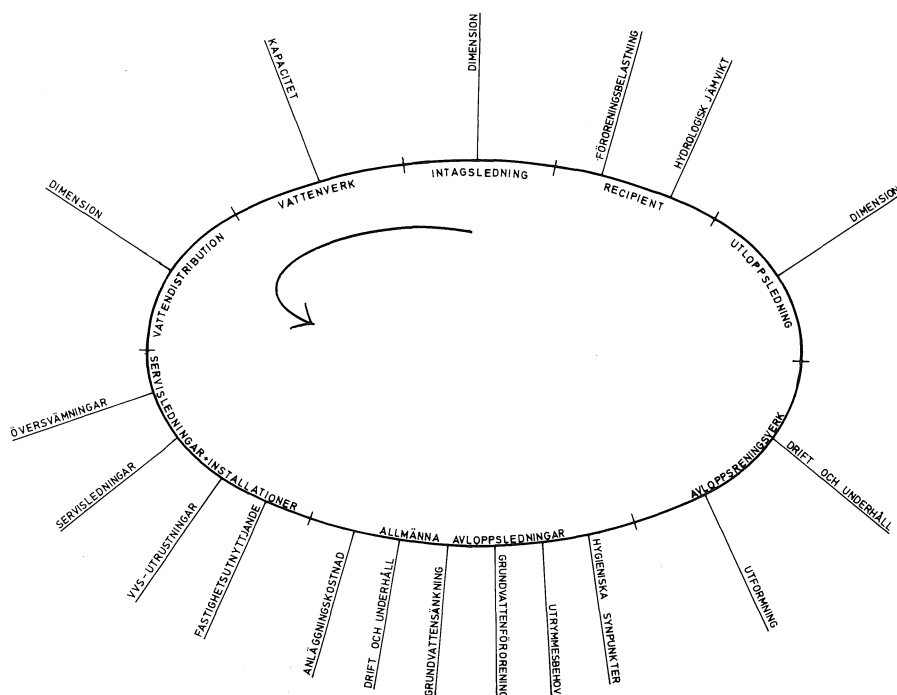 KAPACITET
DIMENSION
FÖRORENINGSBELASTNING
HYDROLOGISK JÄMVIKT
DIMENSION
DIMENSION
VATTENVERK
INTAGSLEDNING
RECIPIENT
VATTENDISTRIBUTION
UTLOPPSLEDNING
SERVISLEDNINGAR+INSTALLATIONER
AVLOPPSRENINGSVERK
ALLMÄNNA AVLOPPSLEDNINGAR
ÖVERSVÄMNINGAR
SERVISLEDNINGAR
VVS-UTRUSTNINGAR
FASTIGHETSUTNYTTJANDE
ANLÄGGNINGSKOSTNAD
DRIFT OCH UNDERHÅLL
GRUNDVATTENSÄNKNING
GRUNDVATTENFÖRORENING
UTRYMMESBEHOV
HYGIENISKA SYNPUNKTER
UTFORMNING
DRIFT OCH UNDERHÅLL